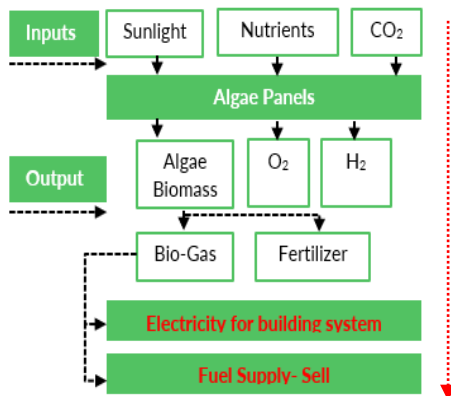 Inputs
Sunlight
Nutrients
CO₂
Algae Panels
Output
Algae
Biomass
O₂
H₂
Bio-Gas
Fertilizer
Electricity for building system
Fuel Supply- Sell